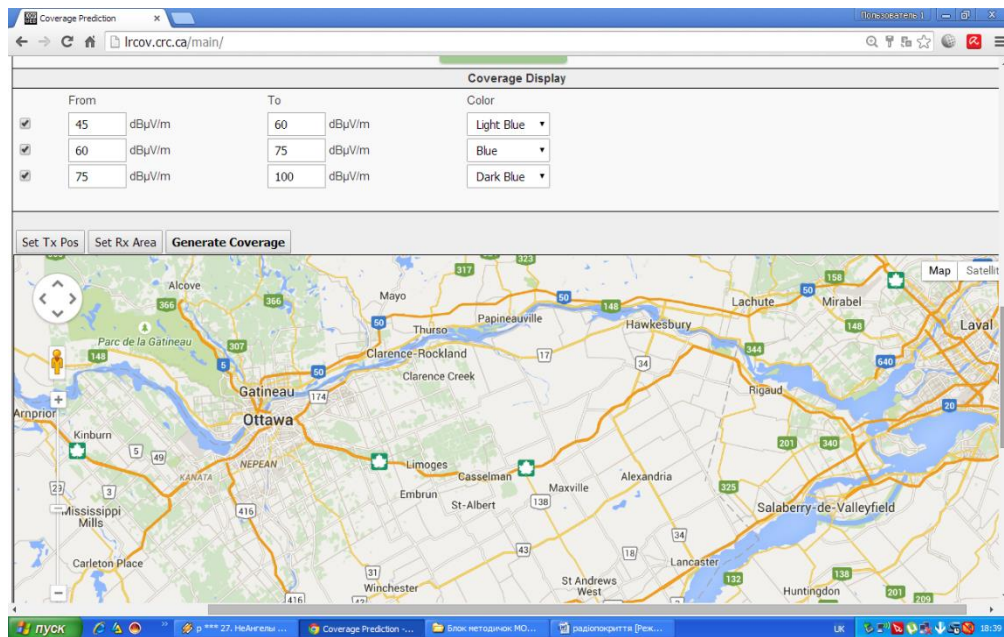 Coverage Prediction
Пользователь 1
lrcov.crc.ca/main/
Coverage Display
From To Color
45 dBµV/m 60 dBµV/m Light Blue
60 dBµV/m 75 dBµV/m Blue
75 dBµV/m 100 dBµV/m Dark Blue
Set Tx Pos Set Rx Area Generate Coverage
317 323
Map Satellit
158
Alcove
366 366
Mayo
50
50
148
Lachute
50
Mirabel
Papineauville
50
Thurso
Hawkesbury
148
Laval
Parc de la Gatineau
307
148
Clarence-Rockland
17
344
5
50
34
640
Clarence Creek
Gatineau
174
Rigaud
Arnprior
Ottawa
20
Kinburn
5
49
NEPEAN
KANATA
Limoges
Casselman
201
340
Alexandria
29
3
Embrun
Maxville
325
St-Albert
138
Mississippi
Mills
416
Salaberry-de-Valleyfield
34
43
18
Carleton Place
Lancaster
31
132
138
St Andrews
West
Winchester
Huntingdon
201
209
416
43
пуск
р *** 27. НеАнгелы ...
Coverage Prediction -...
Блок методичок МО...
радіопокриття [Реж...
UK
18:39